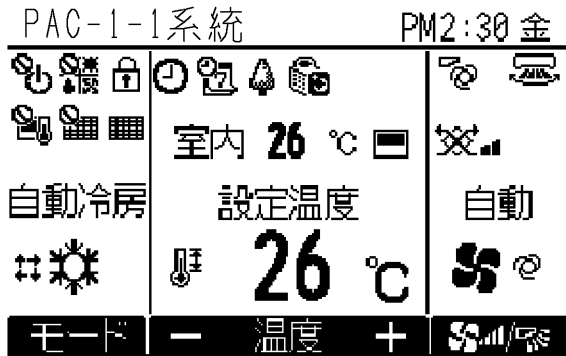 PAC-1-1系統 PM2:30 金
室内 26 ℃
自動冷房 設定温度 自動
26℃
モード − 温度 +